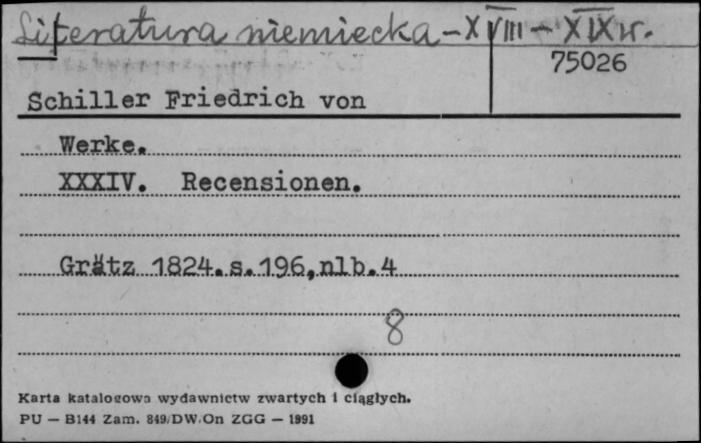 Literatura niemiecka - XVIII - XIX w.
75026
Schiller Friedrich von
Werke.
XXXIV. Recensionen.
Grätz 1824.s.196,nlb.4
8
Karta katalogowa wydawnictw zwartych i ciągłych.
PU — B144 Zam. 849/DW/On ZGG — 1991